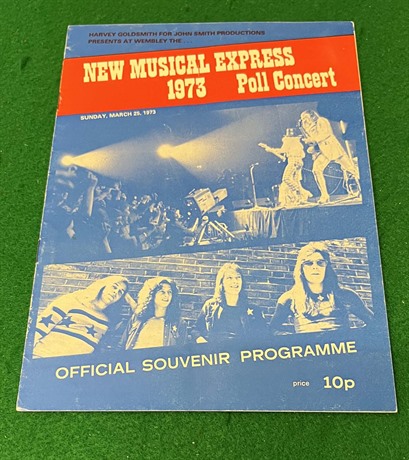 HARVEY GOLDSMITH FOR JOHN SMITH PRODUCTIONS
PRESENTS AT WEMBLEY THE . . .
NEW MUSICAL EXPRESS
1973 Poll Concert
SUNDAY, MARCH 25, 1973
OFFICIAL SOUVENIR PROGRAMME
price 10p